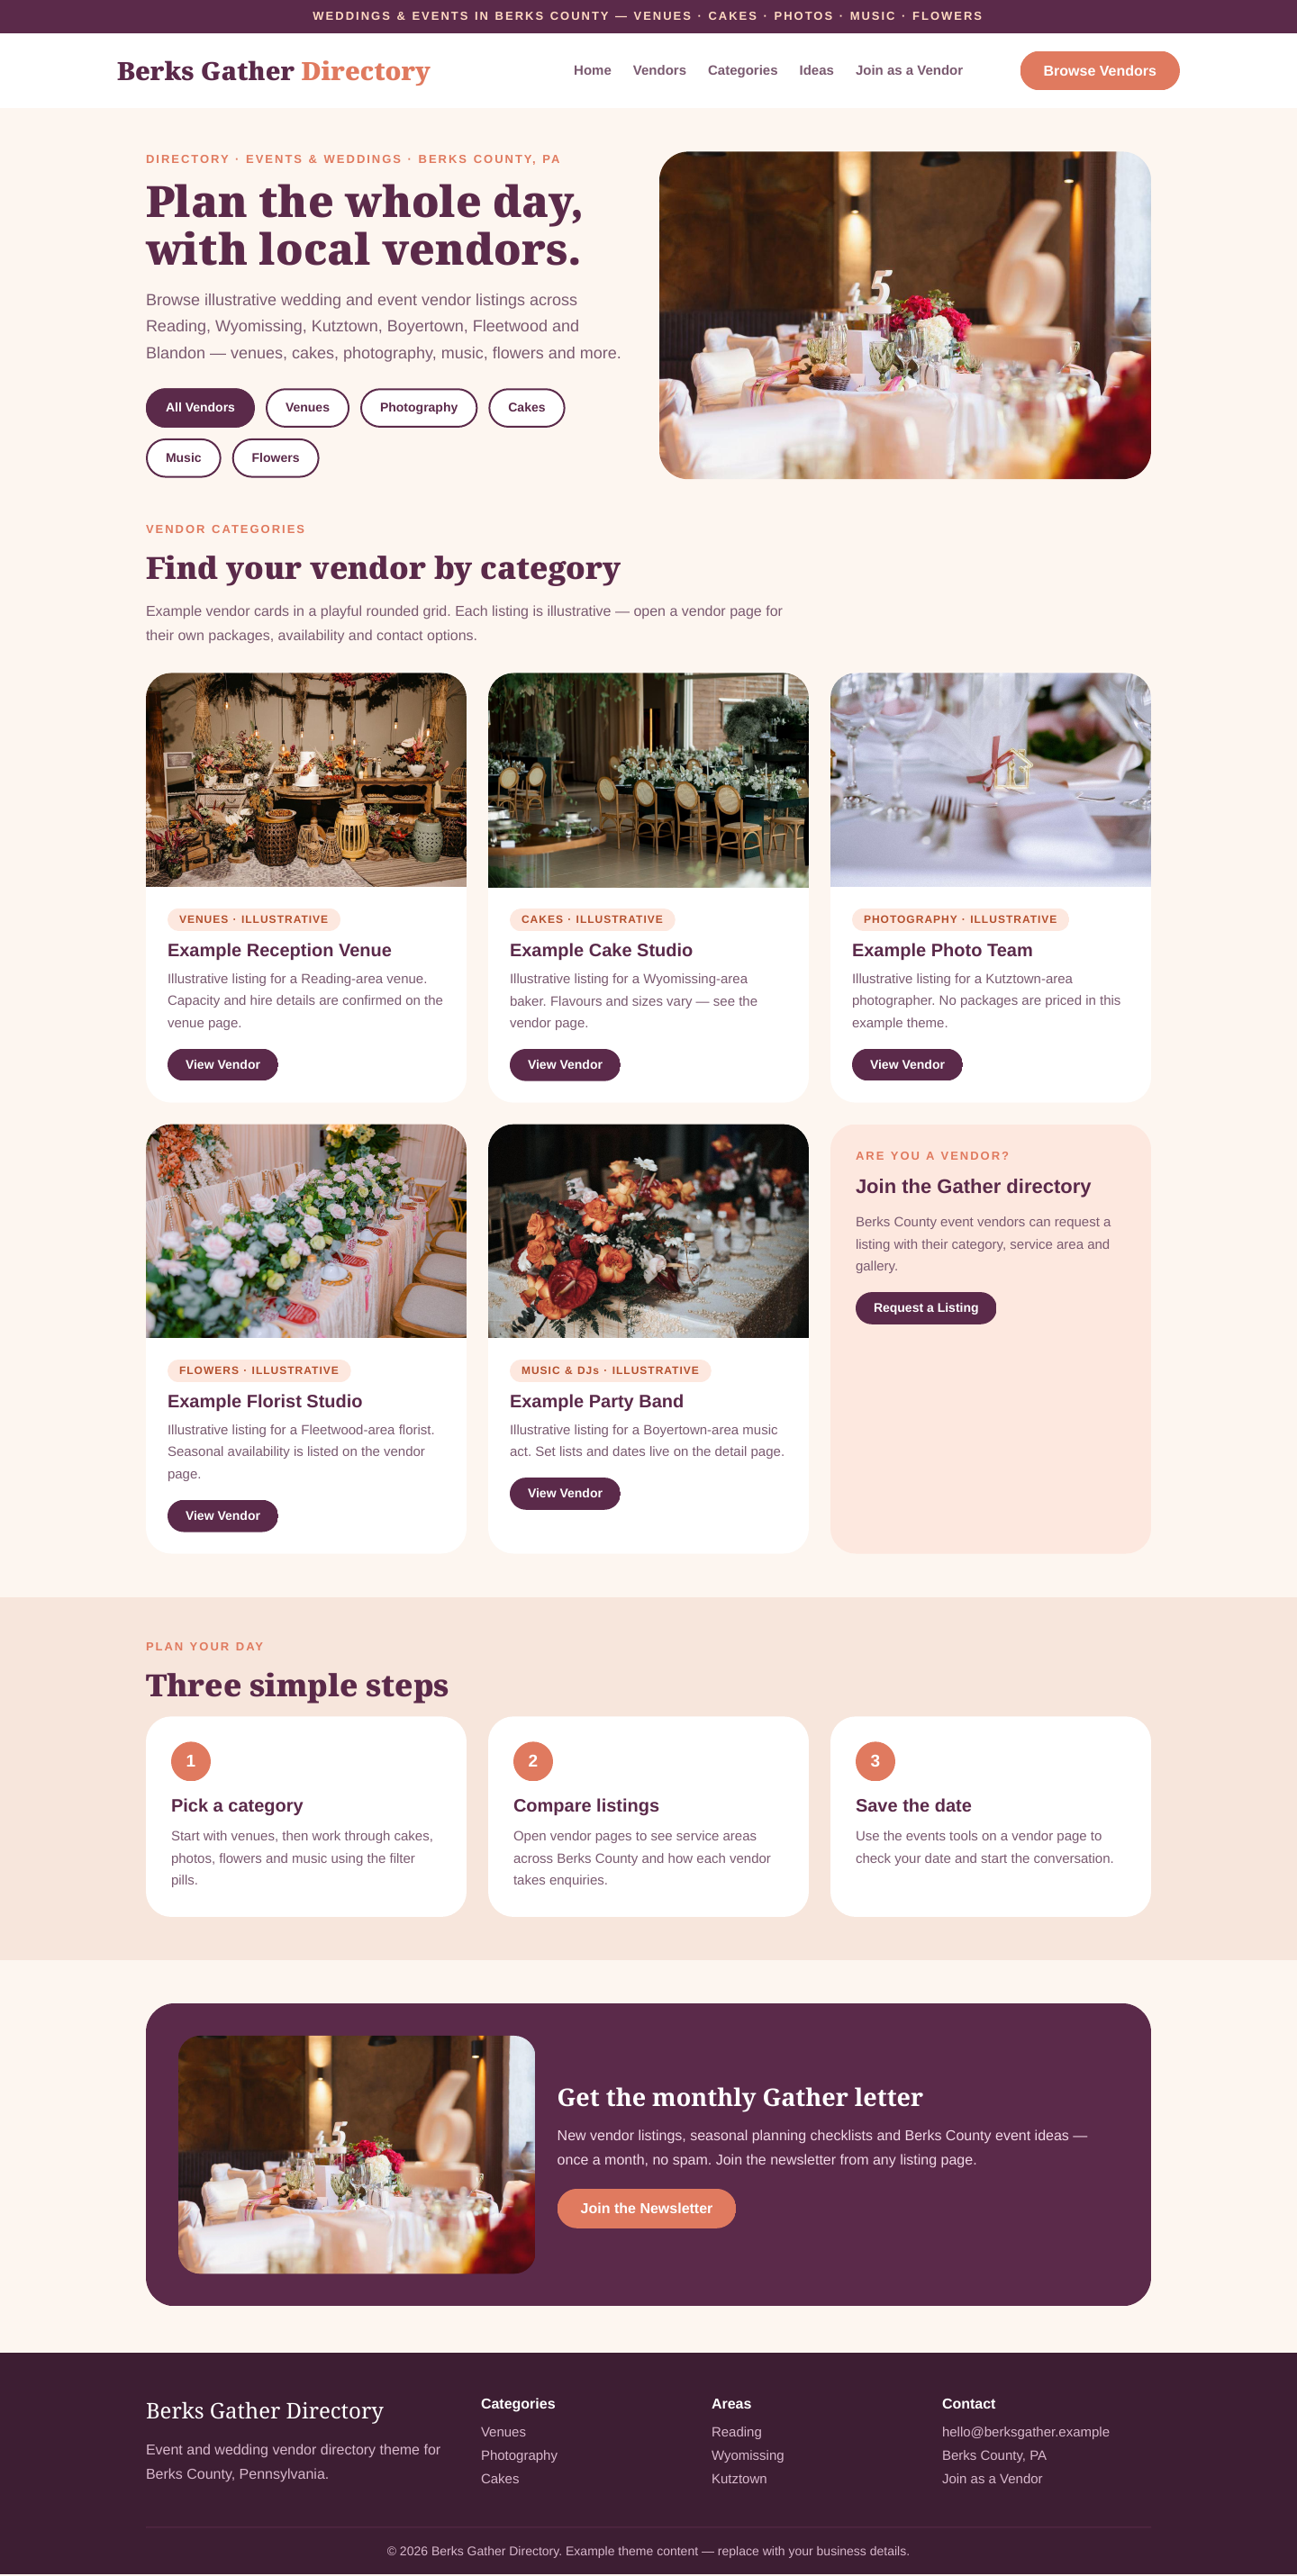 WEDDINGS & EVENTS IN BERKS COUNTY — VENUES · CAKES · PHOTOS · MUSIC · FLOWERS
Berks Gather Directory
Home
Vendors
Categories
Ideas
Join as a Vendor
Browse Vendors
DIRECTORY · EVENTS & WEDDINGS · BERKS COUNTY, PA
Plan the whole day,
with local vendors.
Browse illustrative wedding and event vendor listings across
Reading, Wyomissing, Kutztown, Boyertown, Fleetwood and
Blandon — venues, cakes, photography, music, flowers and more.
All Vendors
Venues
Photography
Cakes
Music
Flowers
5
6
VENDOR CATEGORIES
Find your vendor by category
Example vendor cards in a playful rounded grid. Each listing is illustrative — open a vendor page for
their own packages, availability and contact options.
VENUES · ILLUSTRATIVE
Example Reception Venue
Illustrative listing for a Reading-area venue.
Capacity and hire details are confirmed on the
venue page.
View Vendor
CAKES · ILLUSTRATIVE
Example Cake Studio
Illustrative listing for a Wyomissing-area
baker. Flavours and sizes vary — see the
vendor page.
View Vendor
PHOTOGRAPHY · ILLUSTRATIVE
Example Photo Team
Illustrative listing for a Kutztown-area
photographer. No packages are priced in this
example theme.
View Vendor
FLOWERS · ILLUSTRATIVE
Example Florist Studio
Illustrative listing for a Fleetwood-area florist.
Seasonal availability is listed on the vendor
page.
View Vendor
MUSIC & DJs · ILLUSTRATIVE
Example Party Band
Illustrative listing for a Boyertown-area music
act. Set lists and dates live on the detail page.
View Vendor
ARE YOU A VENDOR?
Join the Gather directory
Berks County event vendors can request a
listing with their category, service area and
gallery.
Request a Listing
PLAN YOUR DAY
Three simple steps
1
Pick a category
Start with venues, then work through cakes,
photos, flowers and music using the filter
pills.
2
Compare listings
Open vendor pages to see service areas
across Berks County and how each vendor
takes enquiries.
3
Save the date
Use the events tools on a vendor page to
check your date and start the conversation.
5
6
Get the monthly Gather letter
New vendor listings, seasonal planning checklists and Berks County event ideas —
once a month, no spam. Join the newsletter from any listing page.
Join the Newsletter
Berks Gather Directory
Event and wedding vendor directory theme for
Berks County, Pennsylvania.
Categories
Venues
Photography
Cakes
Areas
Reading
Wyomissing
Kutztown
Contact
hello@berksgather.example
Berks County, PA
Join as a Vendor
© 2026 Berks Gather Directory. Example theme content — replace with your business details.